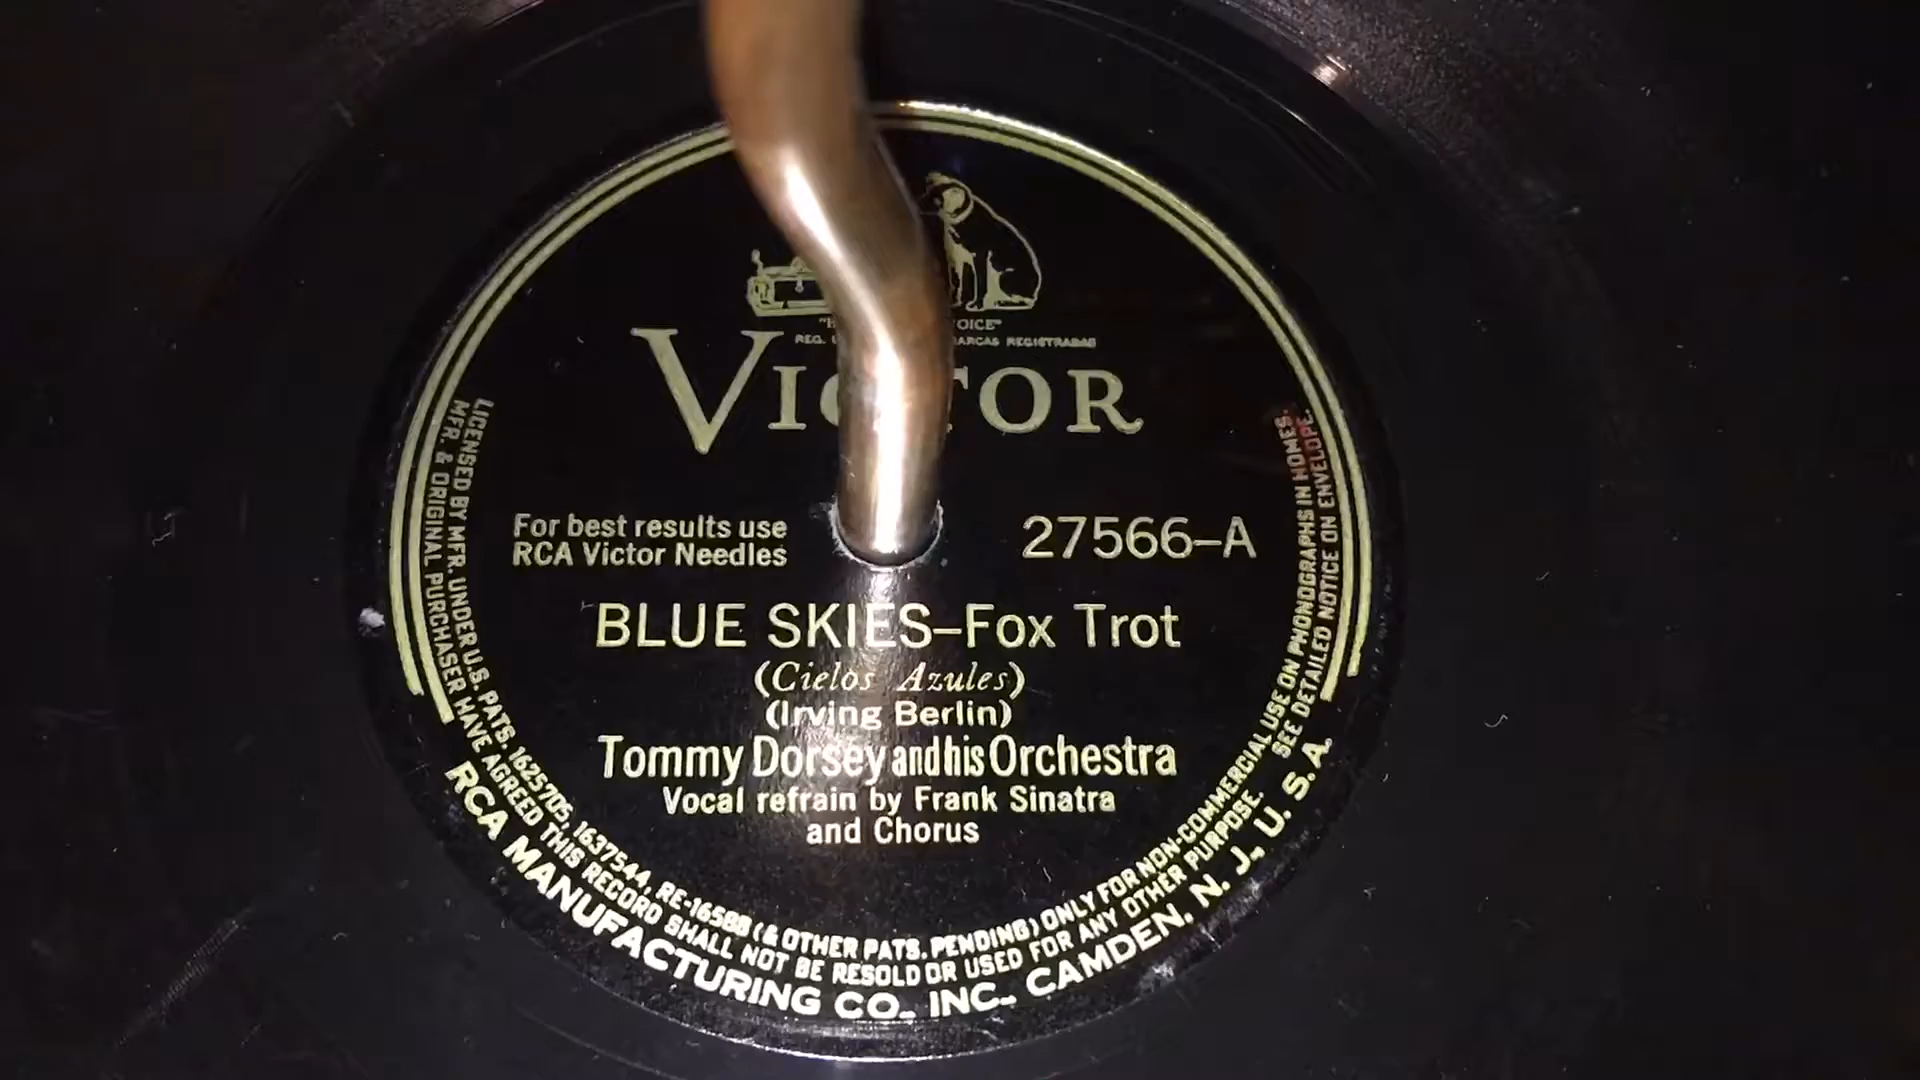 "H OICE"
REG. ARCAS REGISTRADAS
VICTOR
For best results use
RCA Victor Needles
27566-A
BLUE SKIES-Fox Trot
(Cielos Azules)
(Irving Berlin)
Tommy Dorsey and his Orchestra
Vocal refrain by Frank Sinatra
and Chorus
LICENSED BY MFR. UNDER U.S. PATS. 1625705, 1637544, RE-16588 (& OTHER PATS. PENDING) ONLY FOR NON-COMMERCIAL USE ON PHONOGRAPHS IN HOMES.
MFR. & ORIGINAL PURCHASER HAVE AGREED THIS RECORD SHALL NOT BE RESOLD OR USED FOR ANY OTHER PURPOSE. SEE DETAILED NOTICE ON ENVELOPE.
RCA MANUFACTURING CO., INC., CAMDEN, N. J., U. S. A.